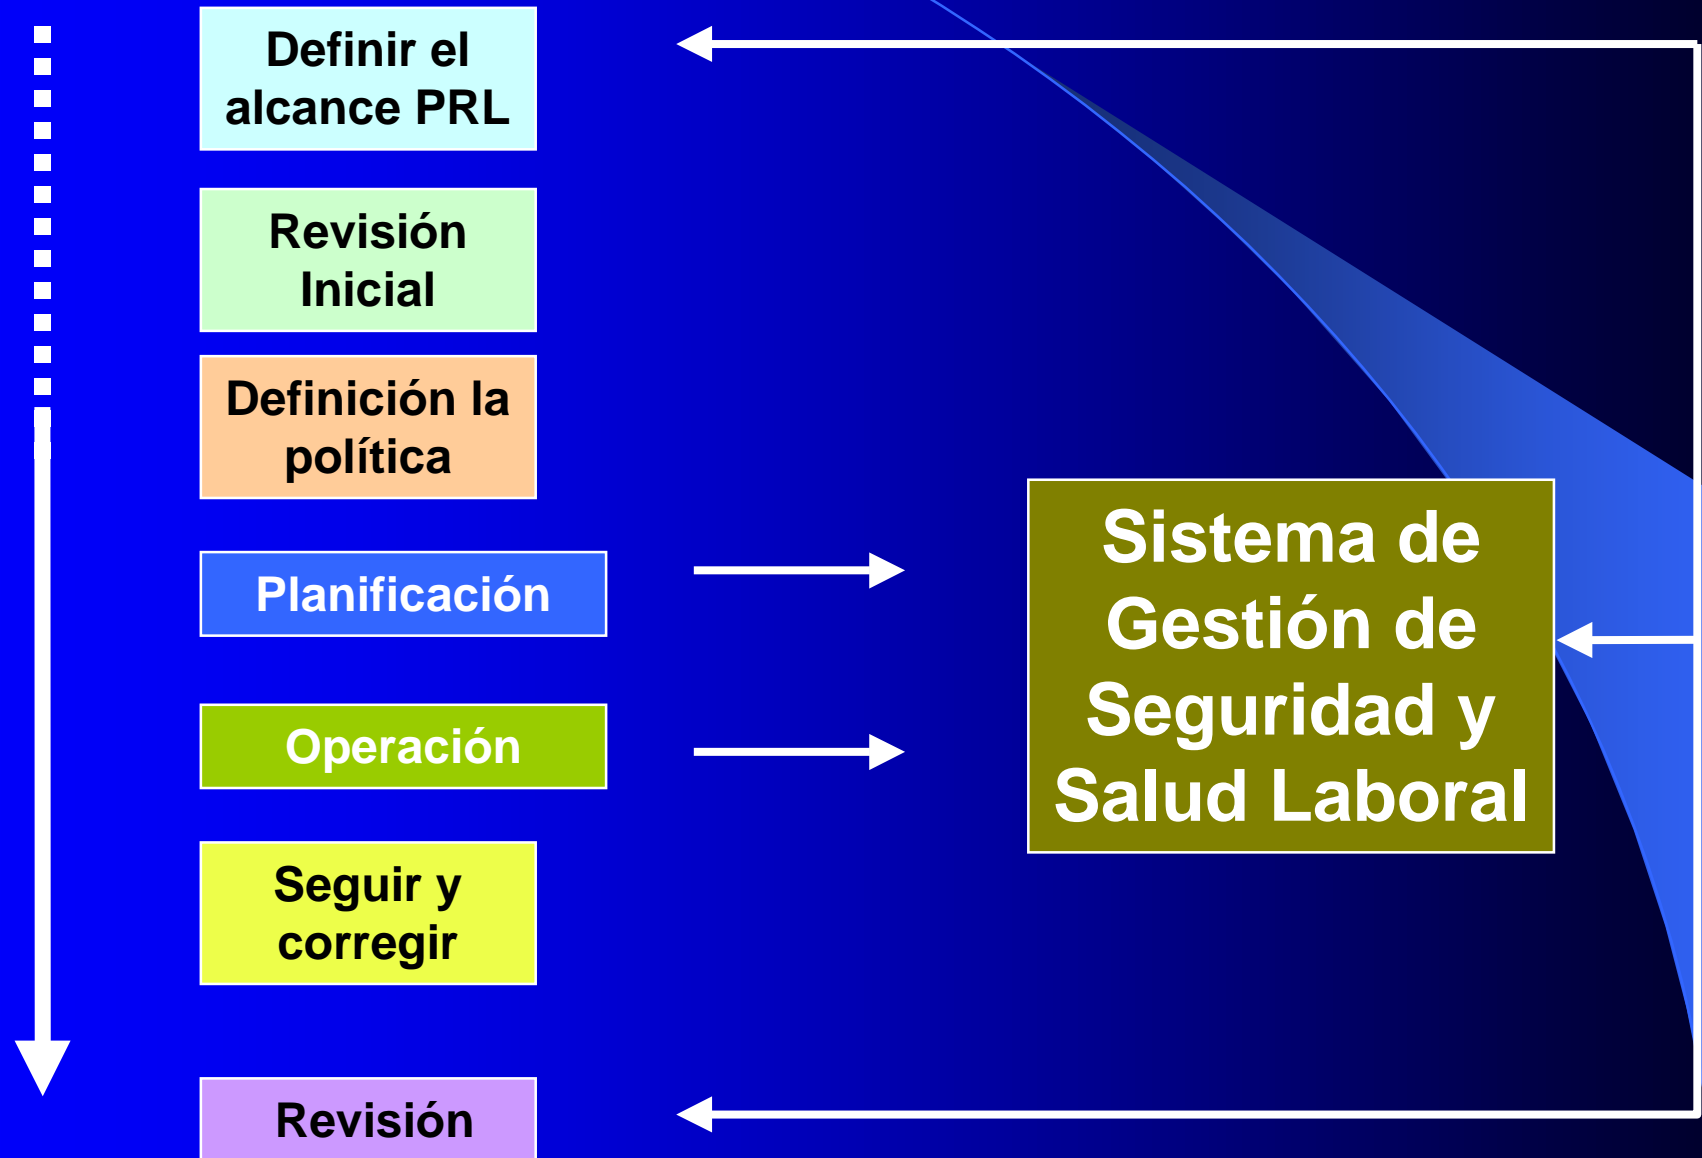 Definir el
alcance PRL
Revisión
Inicial
Definición la
política
Planificación
Operación
Seguir y
corregir
Revisión
Sistema de
Gestión de
Seguridad y
Salud Laboral